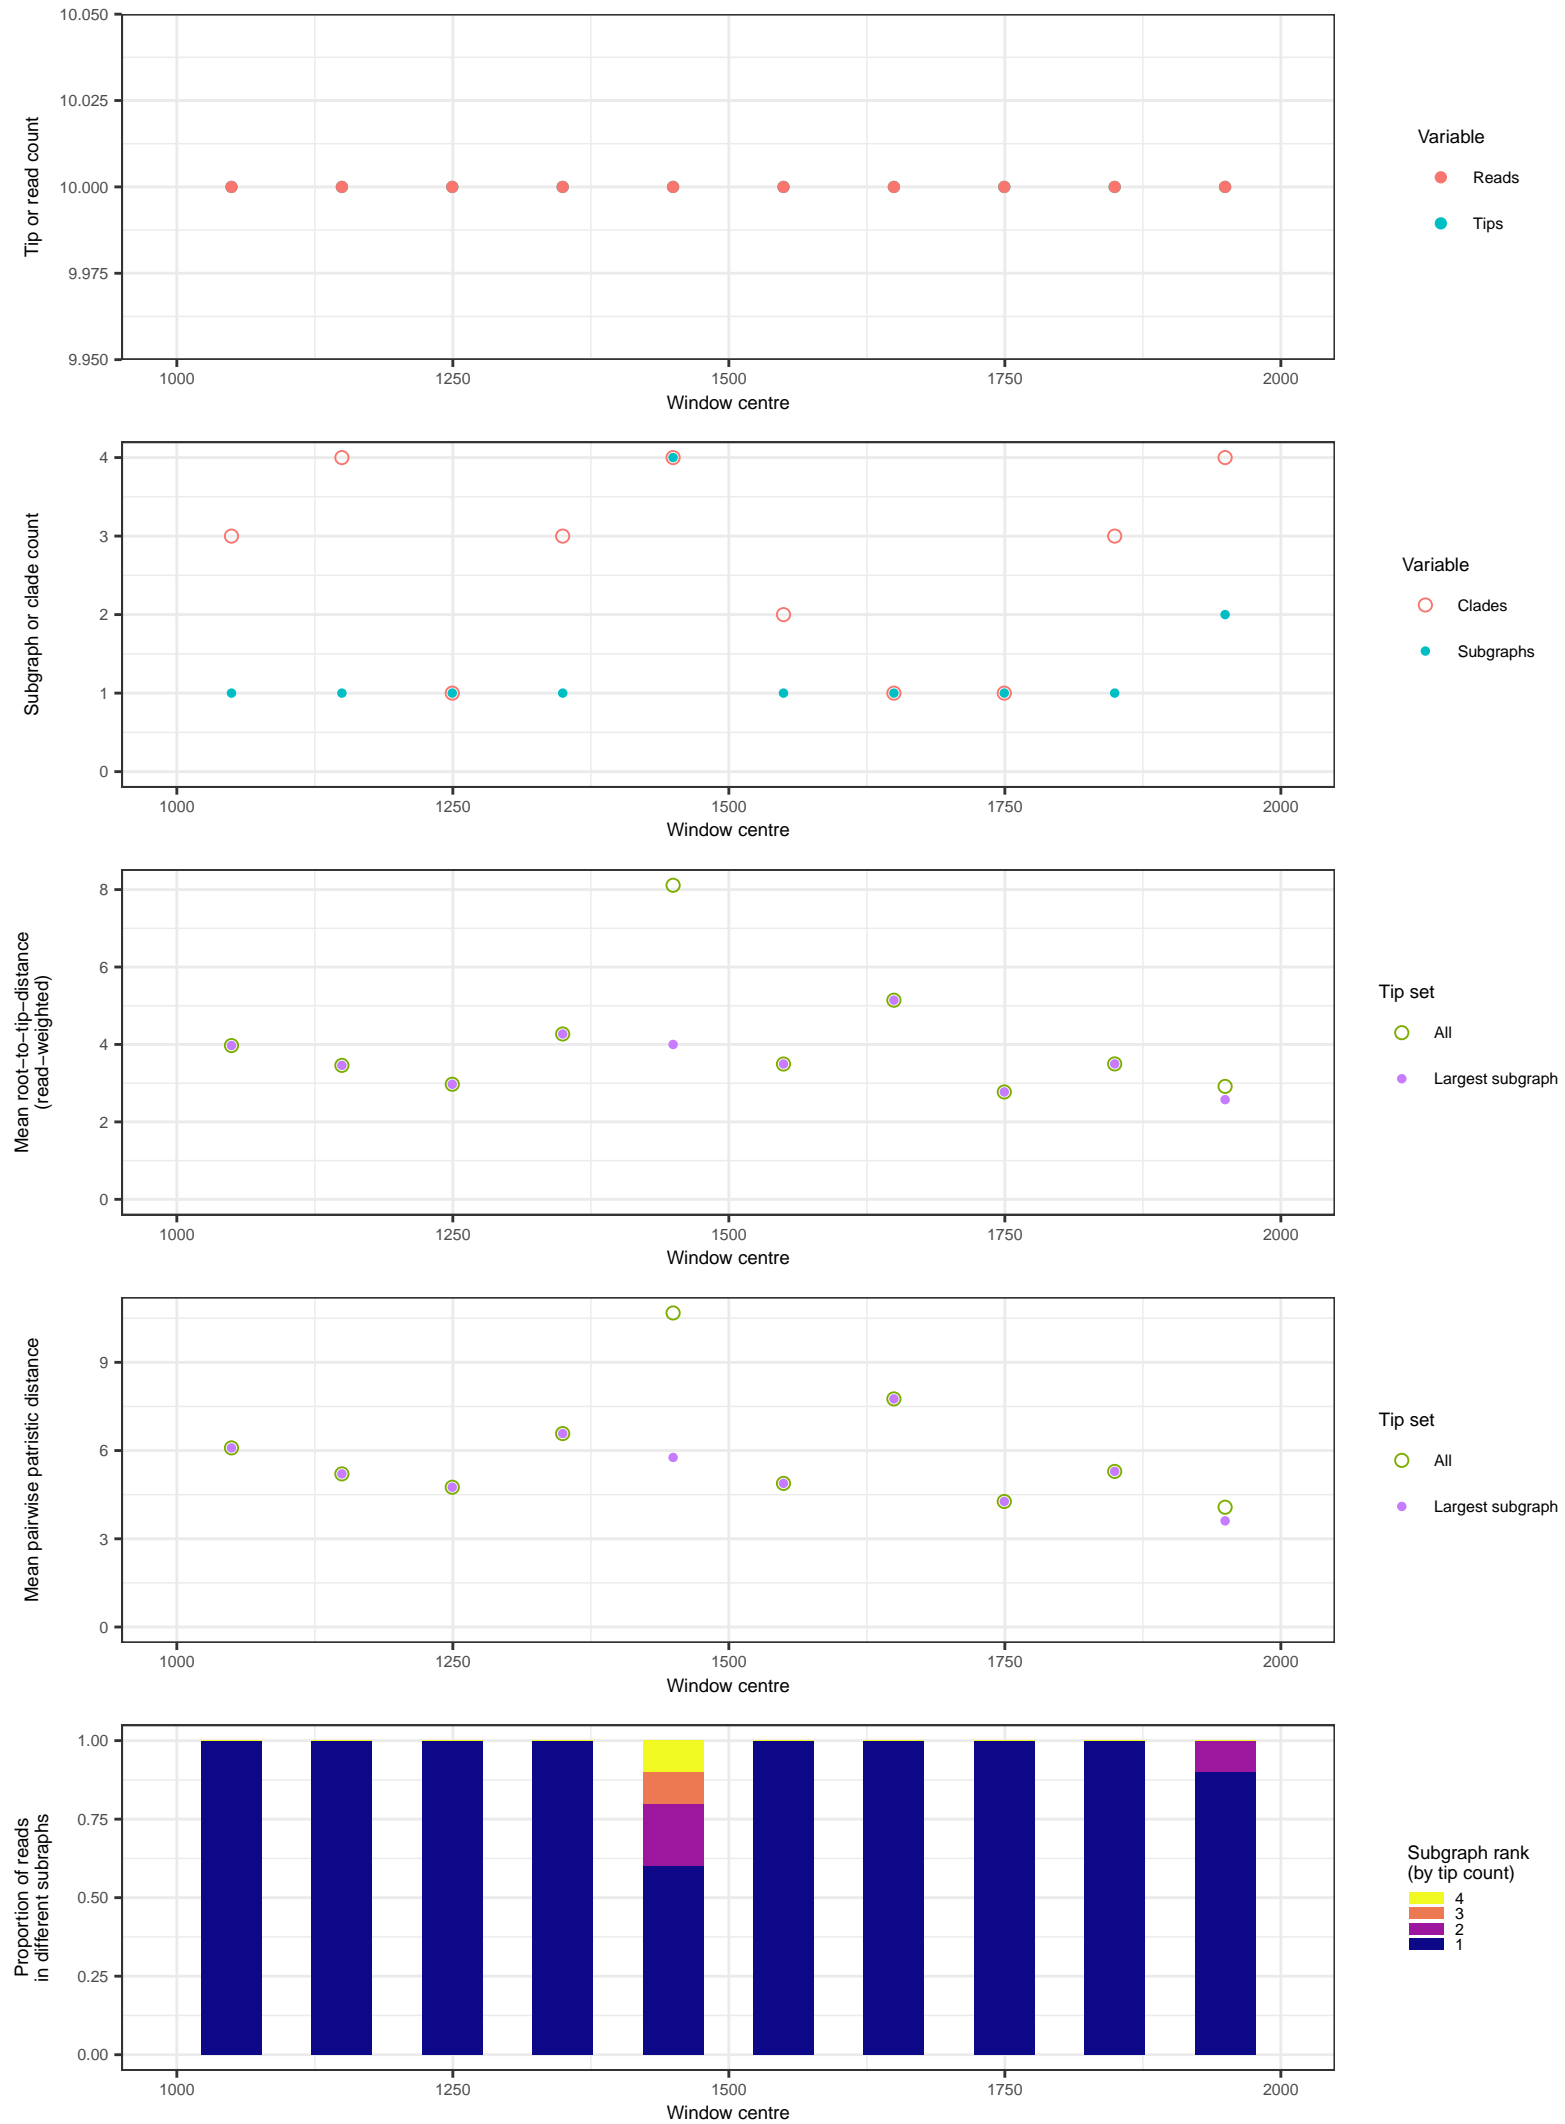 10.050
10.025
10.000
9.975
9.950
Tip or read count
1000 1250 1500 1750 2000
Window centre
Variable
Reads
Tips
4
3
2
1
0
Subgraph or clade count
1000 1250 1500 1750 2000
Window centre
Variable
Clades
Subgraphs
8
6
4
2
0
Mean root−to−tip−distance
(read−weighted)
1000 1250 1500 1750 2000
Window centre
Tip set
All
Largest subgraph
9
6
3
0
Mean pairwise patristic distance
1000 1250 1500 1750 2000
Window centre
Tip set
All
Largest subgraph
1.00
0.75
0.50
0.25
0.00
Proportion of reads
in different subraphs
1000 1250 1500 1750 2000
Window centre
Subgraph rank
(by tip count)
4
3
2
1